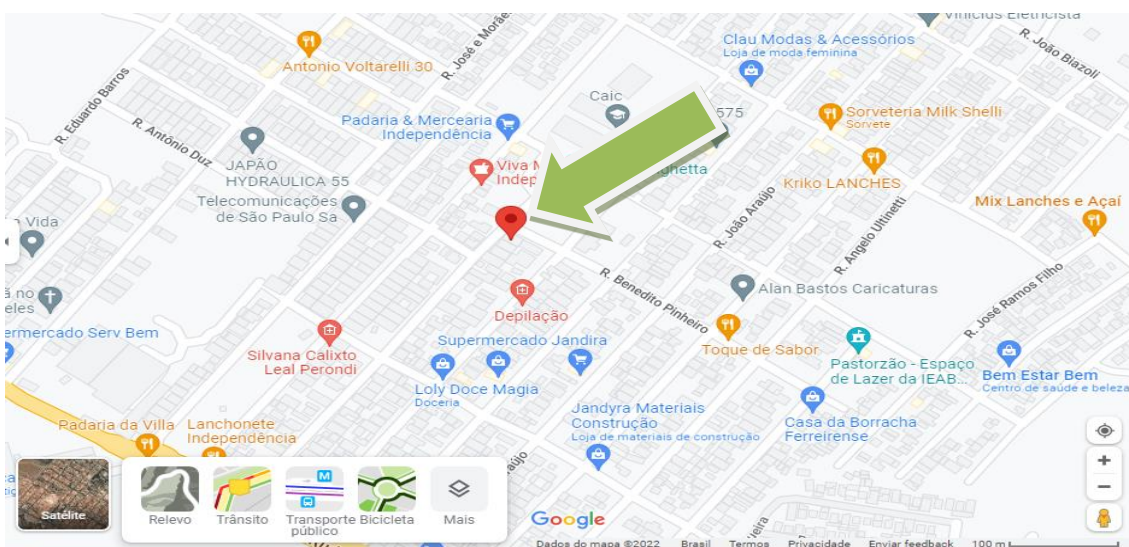 Vinicius Eletricista
R. João Biazoli
R. José e Morae
Clau Modas & Acessórios
Loja de moda feminina
Antonio Voltarelli 30
R. Eduardo Barros
Caic
575
Padaria & Mercearia
Independência
Sorveteria Milk Shelli
Sorvete
R. Antônio Duz
JAPÃO
HYDRAULICA 55
Viva
Indep
ghetta
Kriko LANCHES
Telecomunicações
de São Paulo Sa
R. João Araújo
R. Angelo Ultinetti
Mix Lanches e Açaí
Vida
R. Benedito Pinheiro
Alan Bastos Caricaturas
R. José Ramos Filho
ã no
eles
Depilação
ermercado Serv Bem
Supermercado Jandira
Toque de Sabor
Silvana Calixto
Leal Perondi
Pastorzão - Espaço
de Lazer da IEAB...
Bem Estar Bem
Centro de saúde e beleza
Loly Doce Magia
Doceria
Jandyra Materiais
Construção
Loja de materiais de construção
Casa da Borracha
Ferreirense
Padaria da Villa
Lanchonete
Independência
aújo
Satélite
Relevo
Trânsito
M
Transporte
público
Bicicleta
Mais
Google
eira
Dados do mapa ©2022 Brasil Termos Privacidade Enviar feedback 100 m